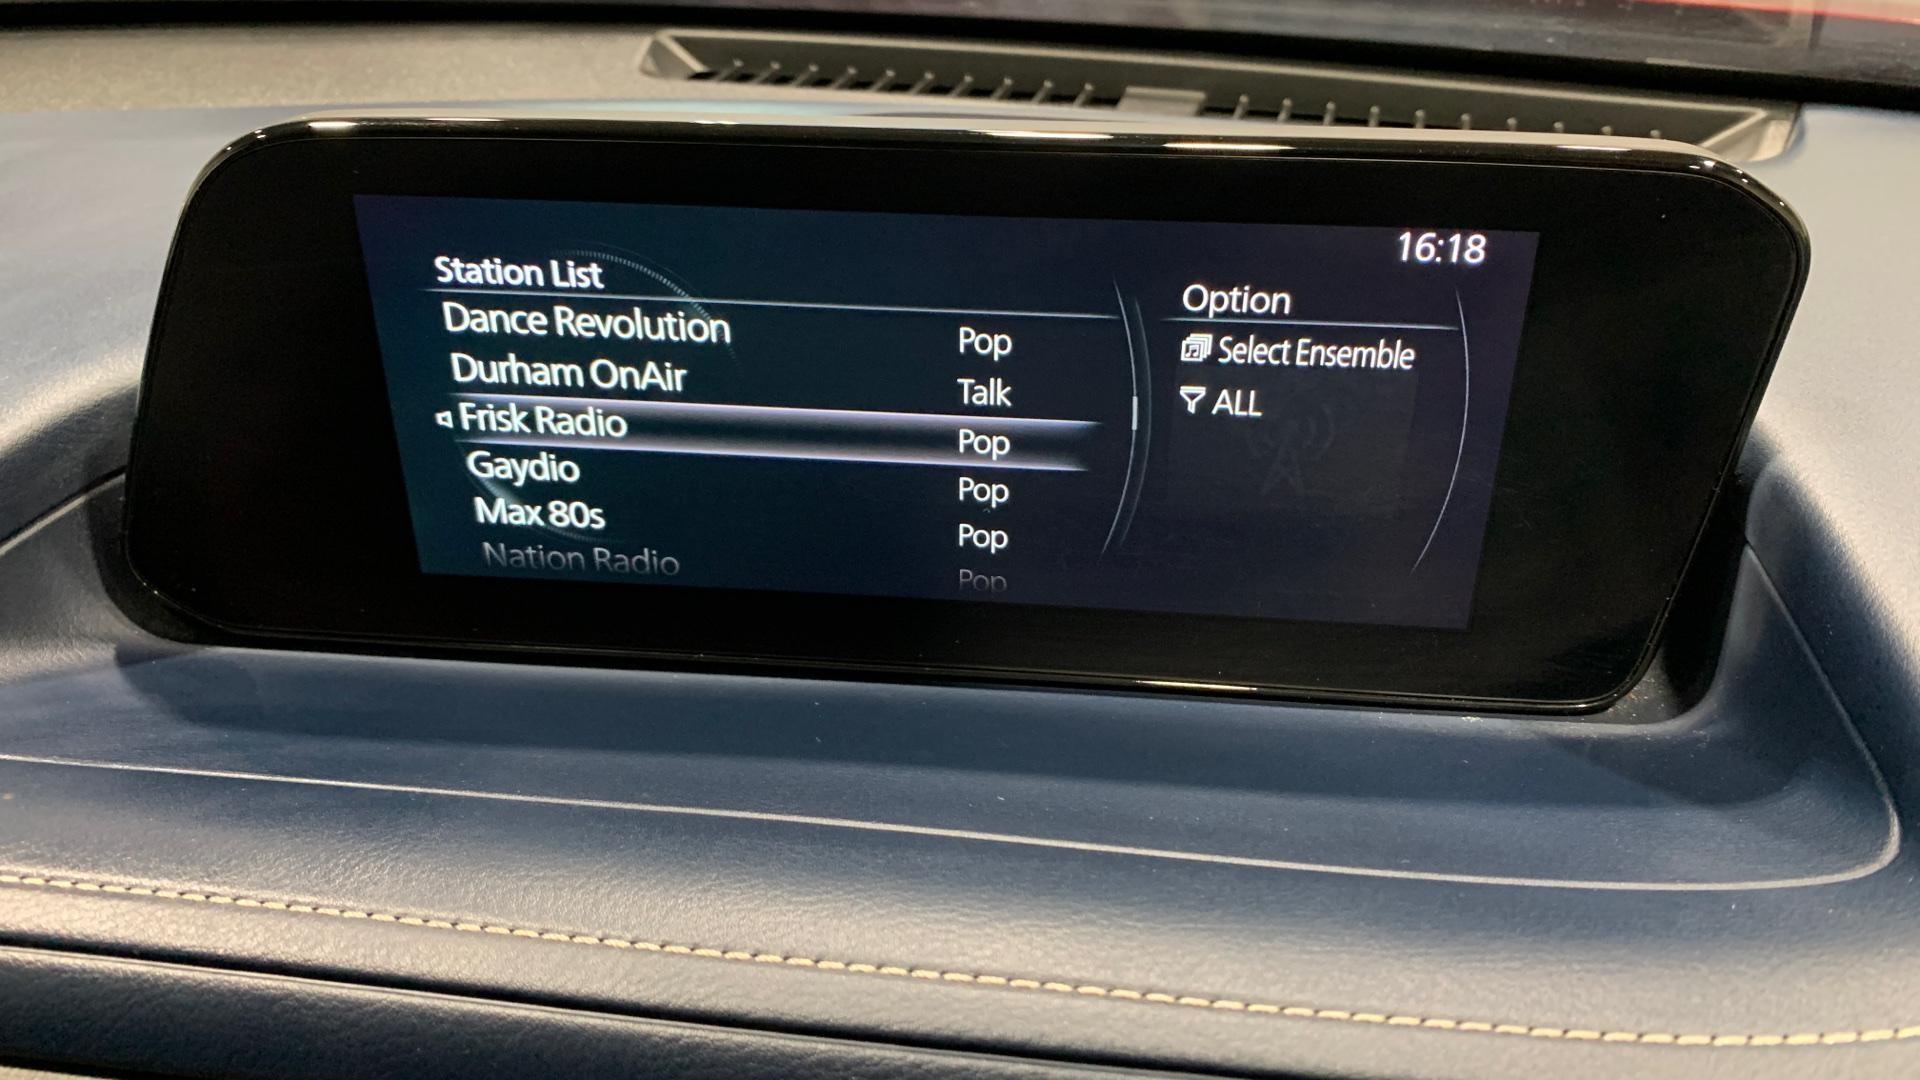 16:18
Station List
Dance Revolution Pop
Durham OnAir Talk
Frisk Radio Pop
Gaydio Pop
Max 80s Pop
Nation Radio Pop
Option
Select Ensemble
ALL